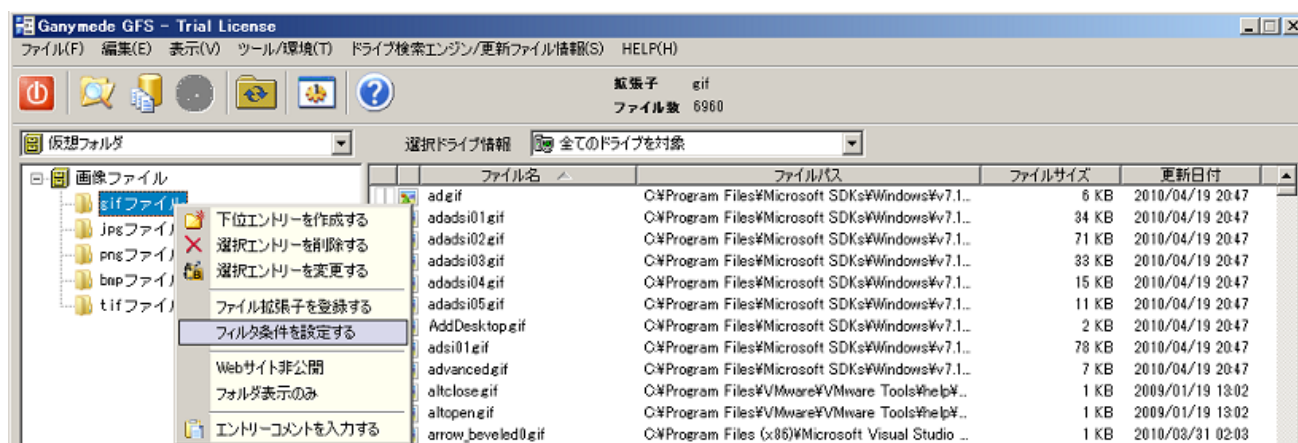 Ganymede GFS - Trial License
ファイル(F) 編集(E) 表示(V) ツール/環境(T) ドライブ検索エンジン/更新ファイル情報(S) HELP(H)
拡張子 gif
ファイル数 6960
仮想フォルダ 選択ドライブ情報 全てのドライブを対象
画像ファイル
gifファイル
jpgファイ
pngファイ
bmpファイ
tifファイ
下位エントリーを作成する
選択エントリーを削除する
選択エントリーを変更する
ファイル拡張子を登録する
フィルタ条件を設定する
Webサイト非公開
フォルダ表示のみ
エントリーコメントを入力する
ファイル名 ファイルパス ファイルサイズ 更新日付
ad.gif C:¥Program Files¥Microsoft SDKs¥Windows¥v7.1... 6 KB 2010/04/19 20:47
adadsi01.gif C:¥Program Files¥Microsoft SDKs¥Windows¥v7.1... 34 KB 2010/04/19 20:47
adadsi02.gif C:¥Program Files¥Microsoft SDKs¥Windows¥v7.1... 71 KB 2010/04/19 20:47
adadsi03.gif C:¥Program Files¥Microsoft SDKs¥Windows¥v7.1... 33 KB 2010/04/19 20:47
adadsi04.gif C:¥Program Files¥Microsoft SDKs¥Windows¥v7.1... 15 KB 2010/04/19 20:47
adadsi05.gif C:¥Program Files¥Microsoft SDKs¥Windows¥v7.1... 11 KB 2010/04/19 20:47
AddDesktop.gif C:¥Program Files¥Microsoft SDKs¥Windows¥v7.1... 2 KB 2010/04/19 20:47
adsi01.gif C:¥Program Files¥Microsoft SDKs¥Windows¥v7.1... 78 KB 2010/04/19 20:47
advanced.gif C:¥Program Files¥Microsoft SDKs¥Windows¥v7.1... 7 KB 2010/04/19 20:47
altclose.gif C:¥Program Files¥VMware¥VMware Tools¥help¥... 1 KB 2009/01/19 13:02
altopen.gif C:¥Program Files¥VMware¥VMware Tools¥help¥... 1 KB 2009/01/19 13:02
arrow_beveled0.gif C:¥Program Files (x86)¥Microsoft Visual Studio ... 1 KB 2010/03/31 02:03